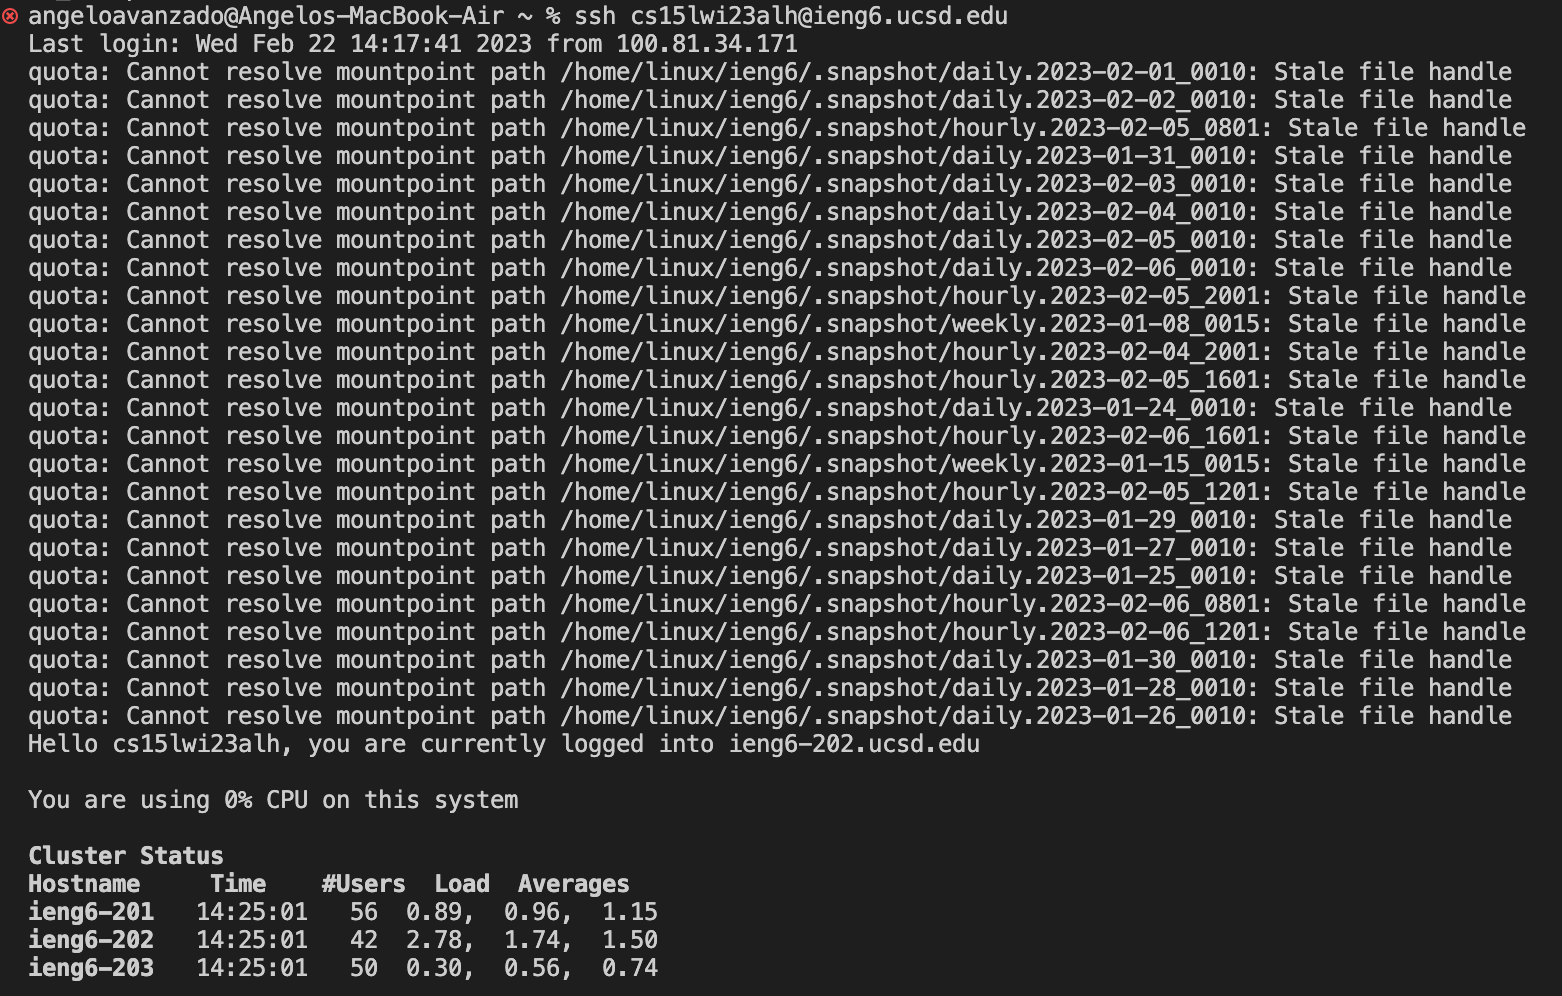 angeloavanzado@Angelos-MacBook-Air ~ % ssh cs15lwi23alh@ieng6.ucsd.edu
Last login: Wed Feb 22 14:17:41 2023 from 100.81.34.171
quota: Cannot resolve mountpoint path /home/linux/ieng6/.snapshot/daily.2023-02-01_0010: Stale file handle
quota: Cannot resolve mountpoint path /home/linux/ieng6/.snapshot/daily.2023-02-02_0010: Stale file handle
quota: Cannot resolve mountpoint path /home/linux/ieng6/.snapshot/hourly.2023-02-05_0801: Stale file handle
quota: Cannot resolve mountpoint path /home/linux/ieng6/.snapshot/daily.2023-01-31_0010: Stale file handle
quota: Cannot resolve mountpoint path /home/linux/ieng6/.snapshot/daily.2023-02-03_0010: Stale file handle
quota: Cannot resolve mountpoint path /home/linux/ieng6/.snapshot/daily.2023-02-04_0010: Stale file handle
quota: Cannot resolve mountpoint path /home/linux/ieng6/.snapshot/daily.2023-02-05_0010: Stale file handle
quota: Cannot resolve mountpoint path /home/linux/ieng6/.snapshot/daily.2023-02-06_0010: Stale file handle
quota: Cannot resolve mountpoint path /home/linux/ieng6/.snapshot/hourly.2023-02-05_2001: Stale file handle
quota: Cannot resolve mountpoint path /home/linux/ieng6/.snapshot/weekly.2023-01-08_0015: Stale file handle
quota: Cannot resolve mountpoint path /home/linux/ieng6/.snapshot/hourly.2023-02-04_2001: Stale file handle
quota: Cannot resolve mountpoint path /home/linux/ieng6/.snapshot/hourly.2023-02-05_1601: Stale file handle
quota: Cannot resolve mountpoint path /home/linux/ieng6/.snapshot/daily.2023-01-24_0010: Stale file handle
quota: Cannot resolve mountpoint path /home/linux/ieng6/.snapshot/hourly.2023-02-06_1601: Stale file handle
quota: Cannot resolve mountpoint path /home/linux/ieng6/.snapshot/weekly.2023-01-15_0015: Stale file handle
quota: Cannot resolve mountpoint path /home/linux/ieng6/.snapshot/hourly.2023-02-05_1201: Stale file handle
quota: Cannot resolve mountpoint path /home/linux/ieng6/.snapshot/daily.2023-01-29_0010: Stale file handle
quota: Cannot resolve mountpoint path /home/linux/ieng6/.snapshot/daily.2023-01-27_0010: Stale file handle
quota: Cannot resolve mountpoint path /home/linux/ieng6/.snapshot/daily.2023-01-25_0010: Stale file handle
quota: Cannot resolve mountpoint path /home/linux/ieng6/.snapshot/hourly.2023-02-06_0801: Stale file handle
quota: Cannot resolve mountpoint path /home/linux/ieng6/.snapshot/hourly.2023-02-06_1201: Stale file handle
quota: Cannot resolve mountpoint path /home/linux/ieng6/.snapshot/daily.2023-01-30_0010: Stale file handle
quota: Cannot resolve mountpoint path /home/linux/ieng6/.snapshot/daily.2023-01-28_0010: Stale file handle
quota: Cannot resolve mountpoint path /home/linux/ieng6/.snapshot/daily.2023-01-26_0010: Stale file handle
Hello cs15lwi23alh, you are currently logged into ieng6-202.ucsd.edu

You are using 0% CPU on this system

Cluster Status
Hostname     Time    #Users  Load  Averages
ieng6-201   14:25:01   56  0.89,  0.96,  1.15
ieng6-202   14:25:01   42  2.78,  1.74,  1.50
ieng6-203   14:25:01   50  0.30,  0.56,  0.74